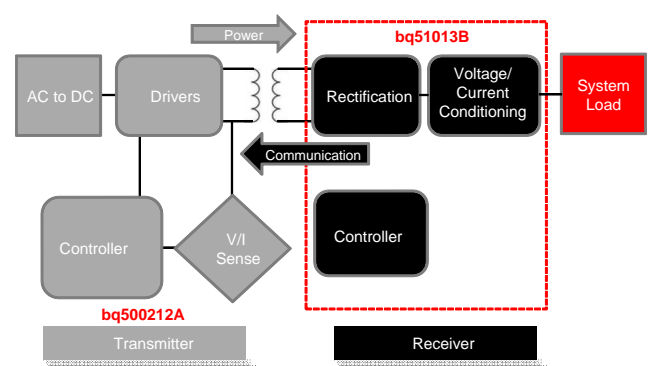 Power
bq51013B
AC to DC
Drivers
Rectification
Voltage/
Current
Conditioning
System
Load
Communication
Controller
V/I
Sense
Controller
bq500212A
Transmitter
Receiver